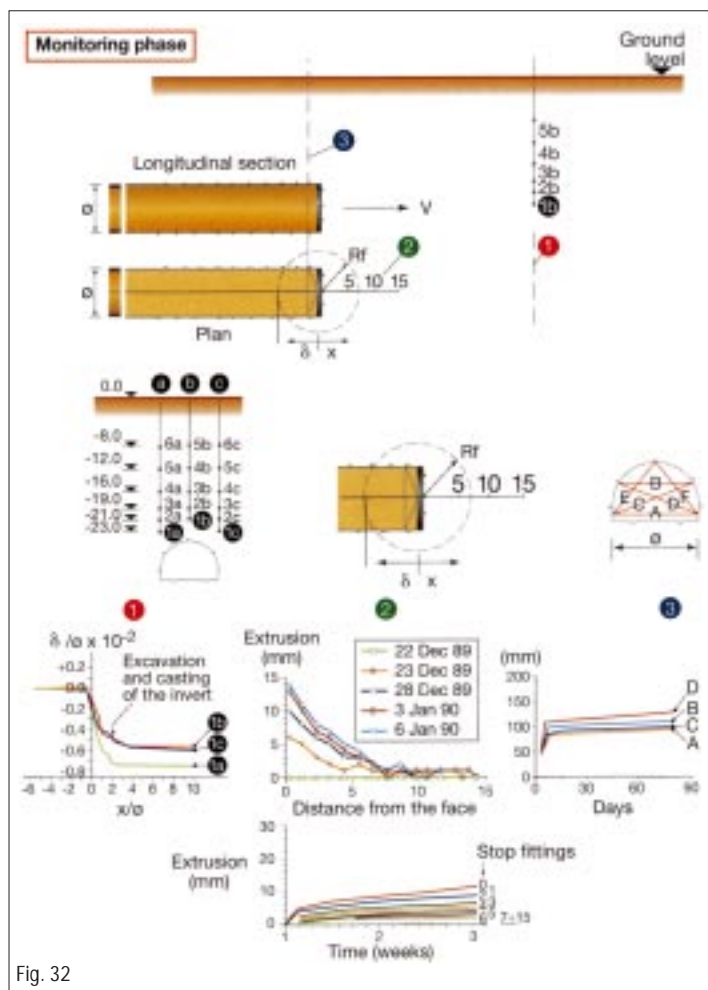 Monitoring phase
Ground
level
3
5b
4b
3b
2b
1b
Longitudinal section
ø
V
2
1
Rf
5 10 15
ø
Plan
δ x
0.0 a b c
-8.0 6a 5b 6c
-12.0 5a 4b 5c
-16.0 4a 3b 4c
-19.0 3a 2b 3c
-21.0
-23.0 1a 1b 1c
Rf
5 10 15
δ x
B
E C D F
A
ø
1
2
3
δ /ø x 10-2
+0.2
0.0
-0.2
-0.4
-0.6
-0.8
Excavation
and casting
of the invert
1b
1c
1a
-6 -4 -2 0 2 4 6 8 10
x/ø
Extrusion
(mm)
15
10
5
0
22 Dec 89
23 Dec 89
28 Dec 89
3 Jan 90
6 Jan 90
0 5 10 15
Distance from the face
(mm)
200
150
100
50
0
D
B
C
A
0 30 60 90
Days
Extrusion
(mm)
30
20
10
0
Stop fittings
7÷15
1 2 3
Time (weeks)
Fig. 32